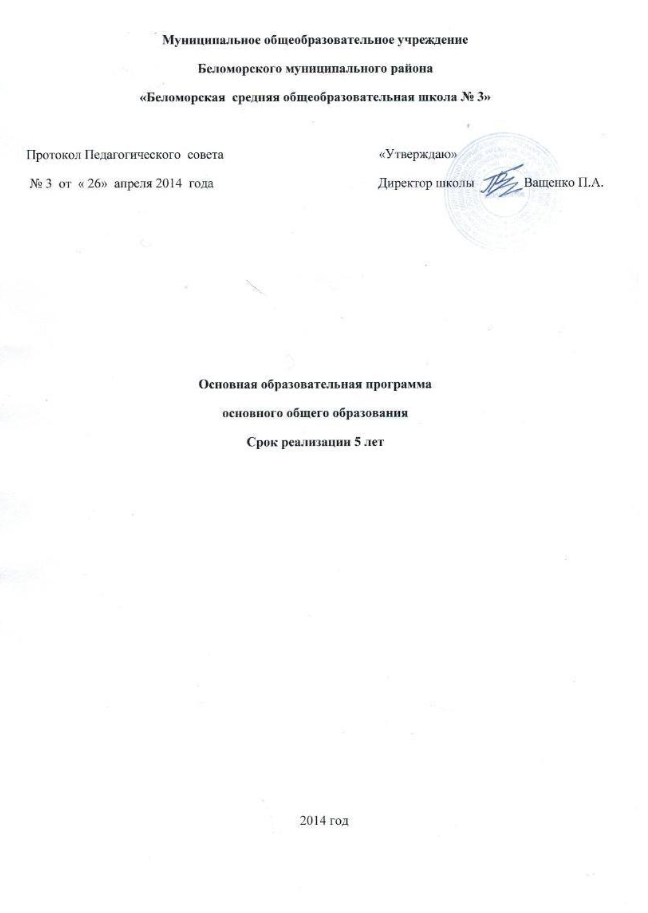 Муниципальное общеобразовательное учреждение
Беломорского муниципального района
«Беломорская средняя общеобразовательная школа № 3»
Протокол Педагогического совета
№ 3 от « 26» апреля 2014 года
«Утверждаю»
Директор школы Ващенко П.А.
Основная образовательная программа
основного общего образования
Срок реализации 5 лет
2014 год